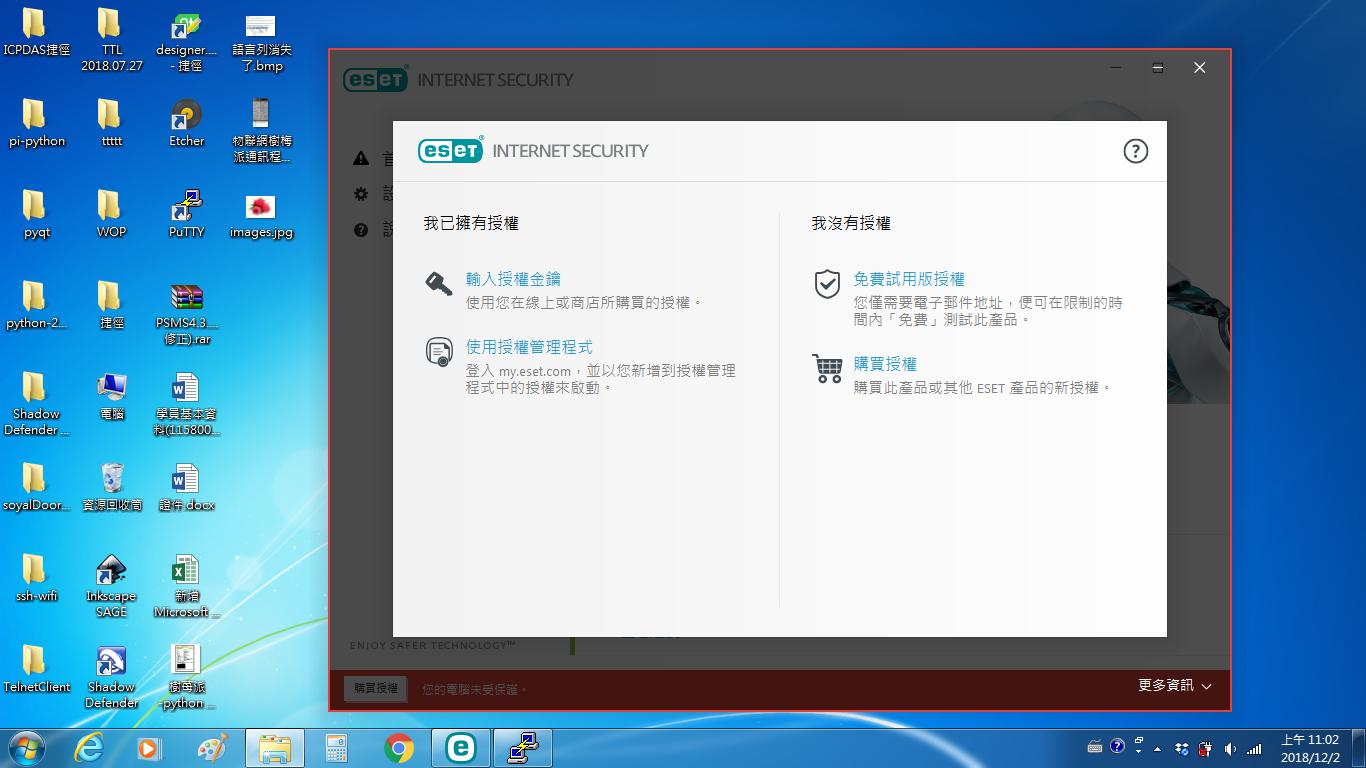 ICPDAS捷徑
TTL
2018.07.27
designer....
- 捷徑
語言列消失
了.bmp
pi-python
ttttt
Etcher
物聯網樹梅
派通訊程...
pyqt
WOP
PuTTY
images.jpg
python-2...
捷徑
PSMS4.3....
修正).rar
Shadow
Defender ...
電腦
學員基本資
料(115800...
soyalDoor...
資源回收筒
證件.docx
ssh-wifi
Inkscape
SAGE
新增
Microsoft ...
TelnetClient
Shadow
Defender
樹莓派
-python ...
eset INTERNET SECURITY
首
設
說
eset INTERNET SECURITY
我已擁有授權
輸入授權金鑰
使用您在線上或商店所購買的授權。
使用授權管理程式
登入 my.eset.com，並以您新增到授權管理
程式中的授權來啟動。
我沒有授權
免費試用版授權
您僅需要電子郵件地址，便可在限制的時
間內「免費」測試此產品。
購買授權
購買此產品或其他 ESET 產品的新授權。
ENJOY SAFER TECHNOLOGY™
購買授權
您的電腦未受保護。
更多資訊
上午 11:02
2018/12/2